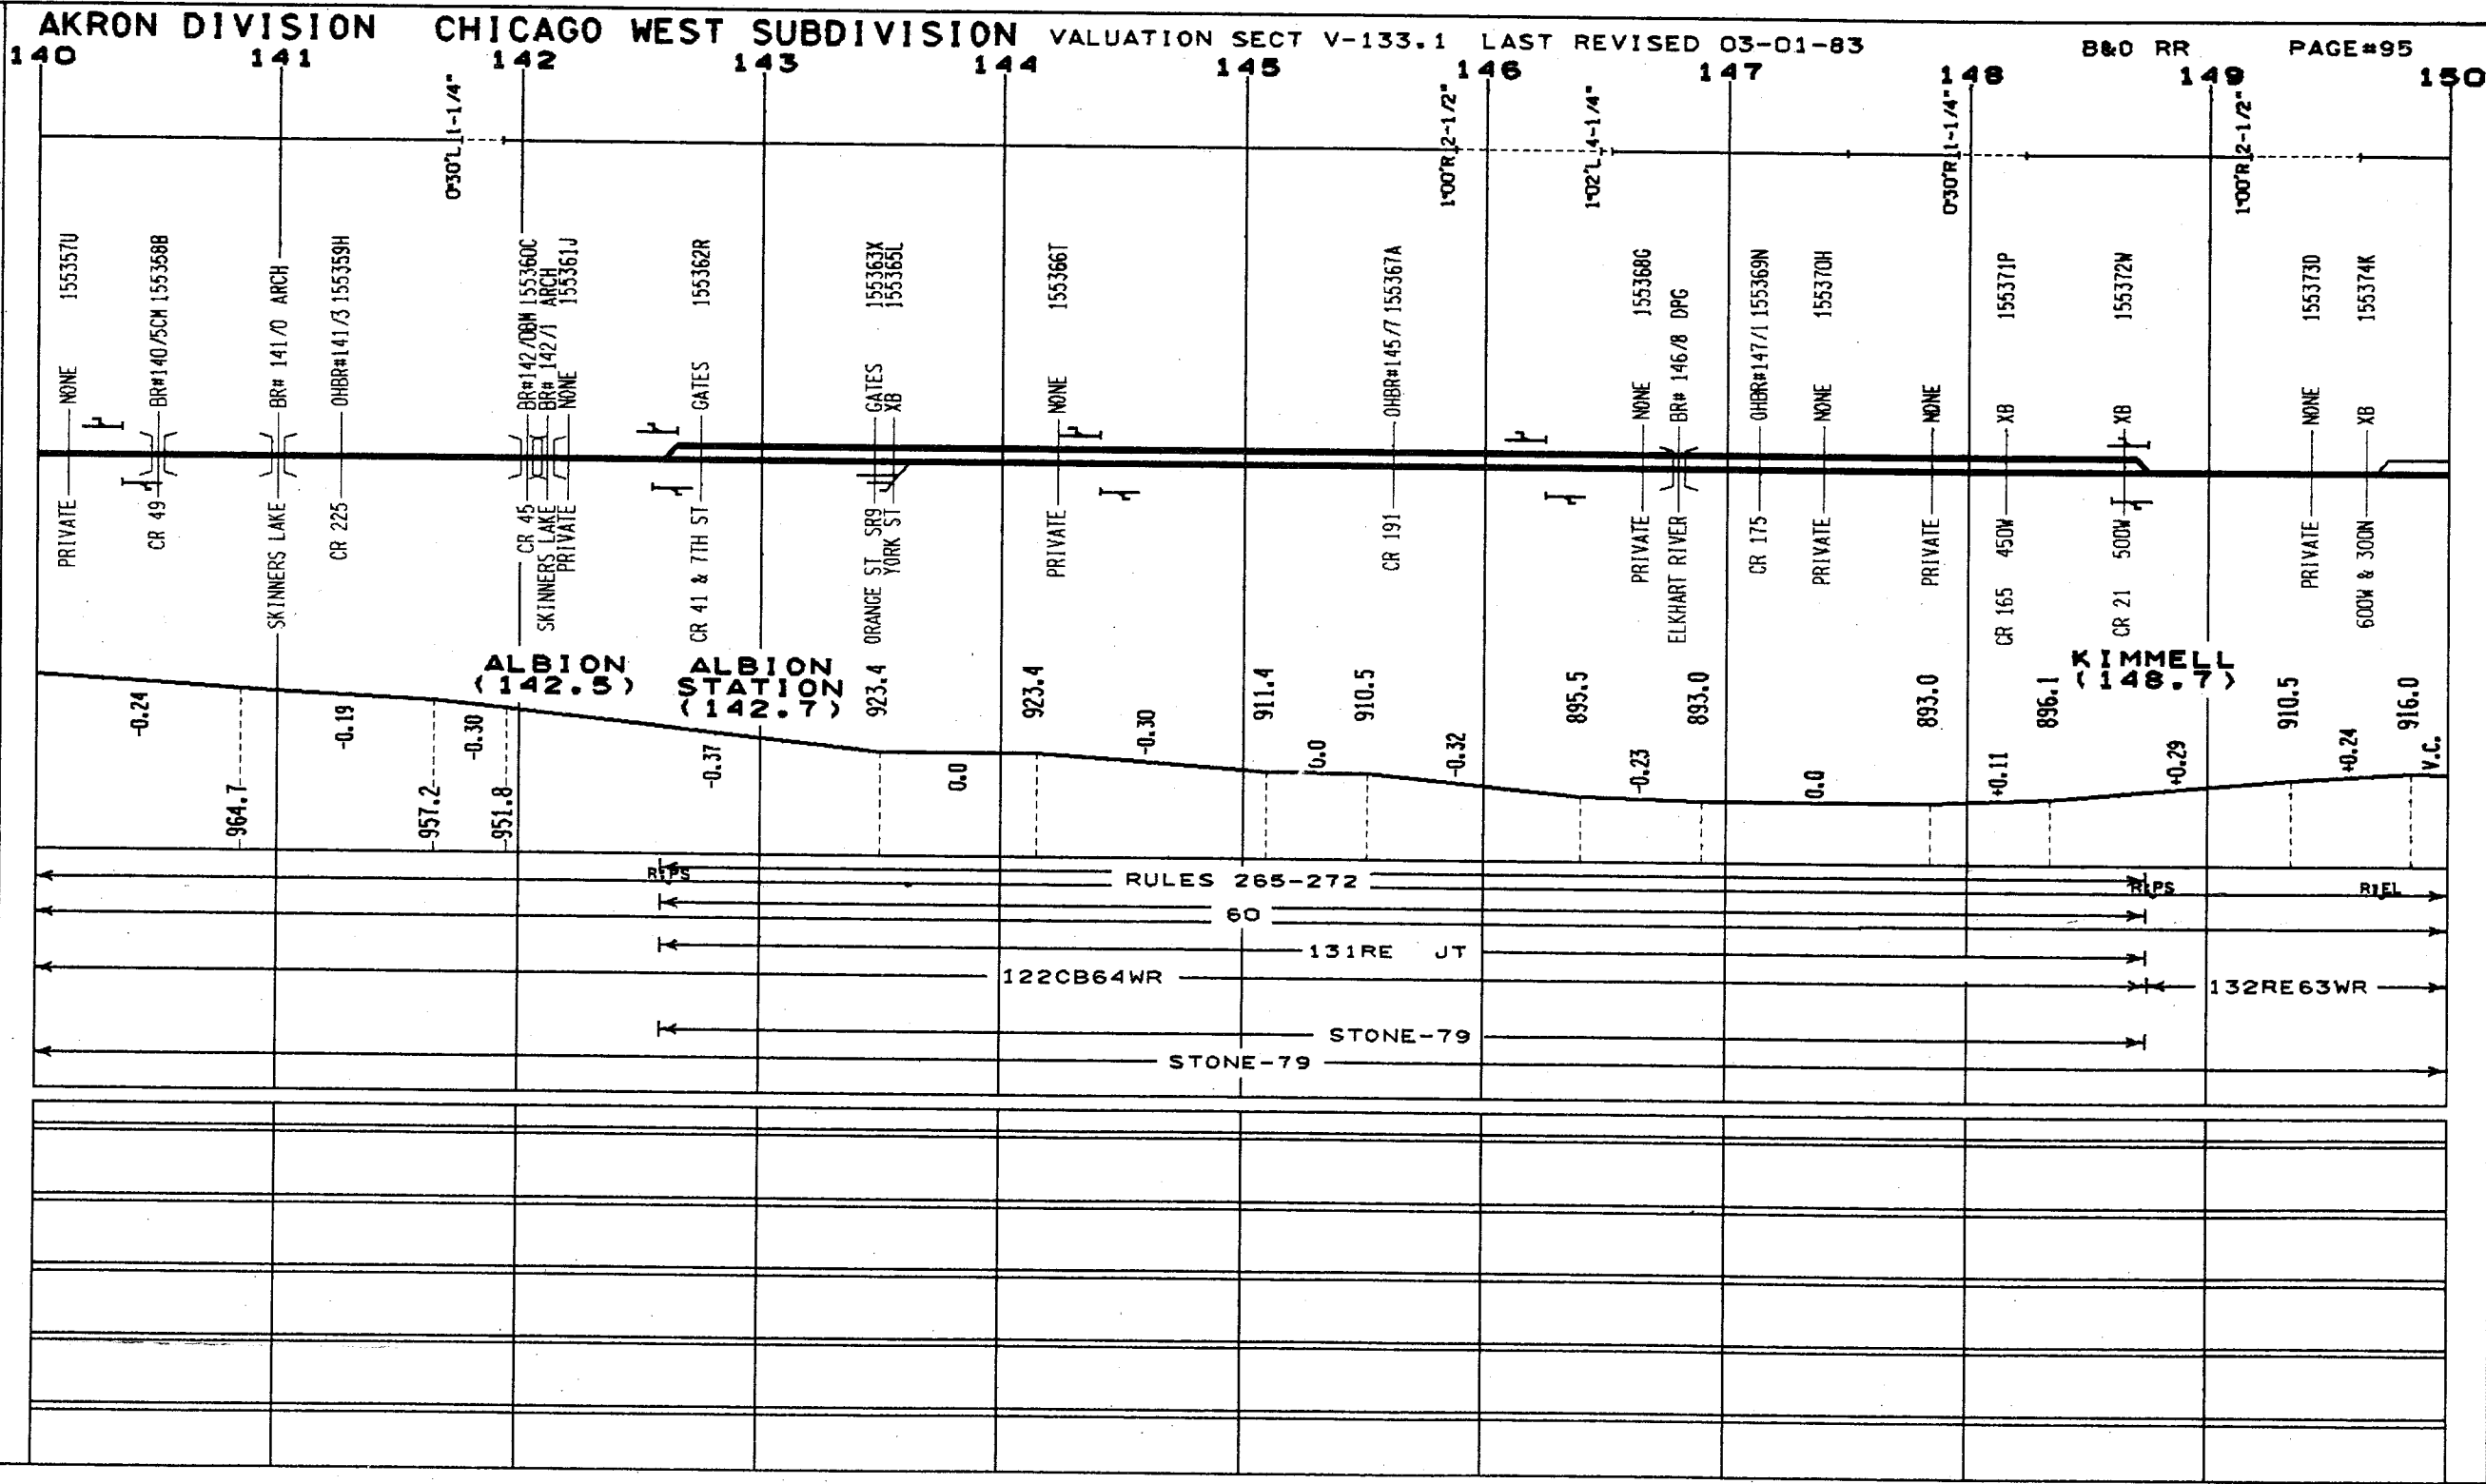 AKRON DIVISION CHICAGO WEST SUBDIVISION VALUATION SECT V-133.1 LAST REVISED 03-01-83 B&O RR PAGE#95
140 141 142 143 144 145 146 147 148 149 150
0°30'L 1-1/4"
1°00'R 2-1/2"
1°02'L 4-1/4"
0°30'R 1-1/4"
1°00'R 2-1/2"
PRIVATE NONE 155357U
CR 49 BR#140/5CM 155358B
SKINNERS LAKE BR# 141/0 ARCH
CR 225 OHBR#141/3 155359H
CR 45 BR#142/0BM 155360C
SKINNERS LAKE BR# 142/1 ARCH
PRIVATE NONE 155361J
CR 41 & 7TH ST GATES 155362R
ORANGE ST SR9 GATES 155363X
YORK ST XB 155365L
PRIVATE NONE 155366T
CR 191 OHBR#145/7 155367A
PRIVATE NONE 155368G
ELKHART RIVER BR# 146/8 DPG
CR 175 OHBR#147/1 155369N
PRIVATE NONE 155370H
PRIVATE NONE
CR 165 450W XB 155371P
CR 21 500W XB 155372W
PRIVATE NONE 155373D
600W & 300N XB 155374K
ALBION
(142.5)
ALBION
STATION
(142.7)
KIMMELL
(148.7)
923.4 923.4 911.4 910.5 895.5 893.0 893.0 896.1 910.5 916.0
-0.24 -0.19 -0.30 -0.37 0.0 -0.30 0.0 -0.32 -0.23 0.0 +0.11 +0.29 +0.24 V.C.
964.7 957.2 951.8
R:PS RULES 265-272 R:PS R:EL
60
131RE JT
122CB64WR 132RE63WR
STONE-79
STONE-79